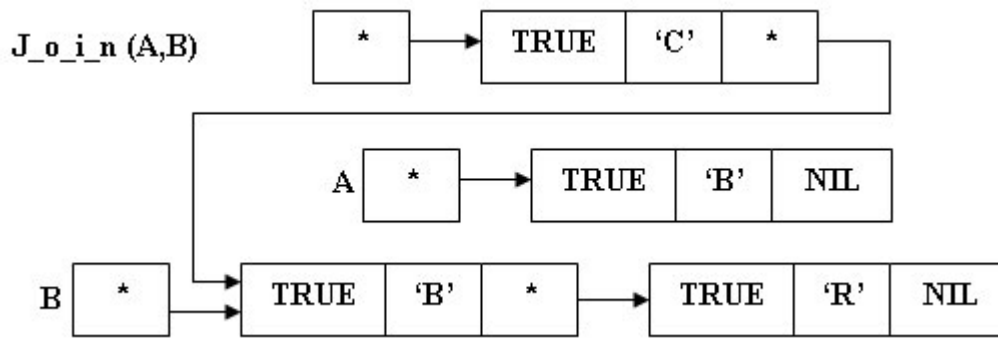 J_o_i_n (A,B) * TRUE ‘C’ *
A * TRUE ‘B’ NIL
B * TRUE ‘B’ * TRUE ‘R’ NIL